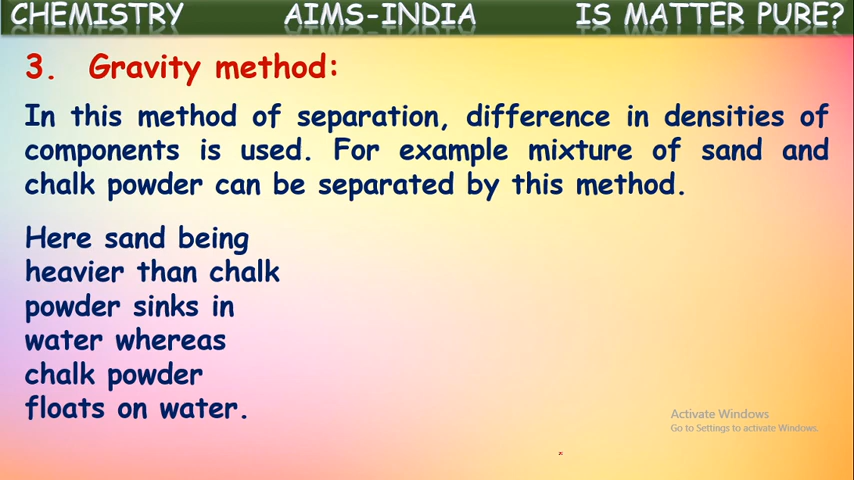 CHEMISTRY AIMS-INDIA IS MATTER PURE?
3. Gravity method:
In this method of separation, difference in densities of
components is used. For example mixture of sand and
chalk powder can be separated by this method.
Here sand being
heavier than chalk
powder sinks in
water whereas
chalk powder
floats on water.
Activate Windows
Go to Settings to activate Windows.